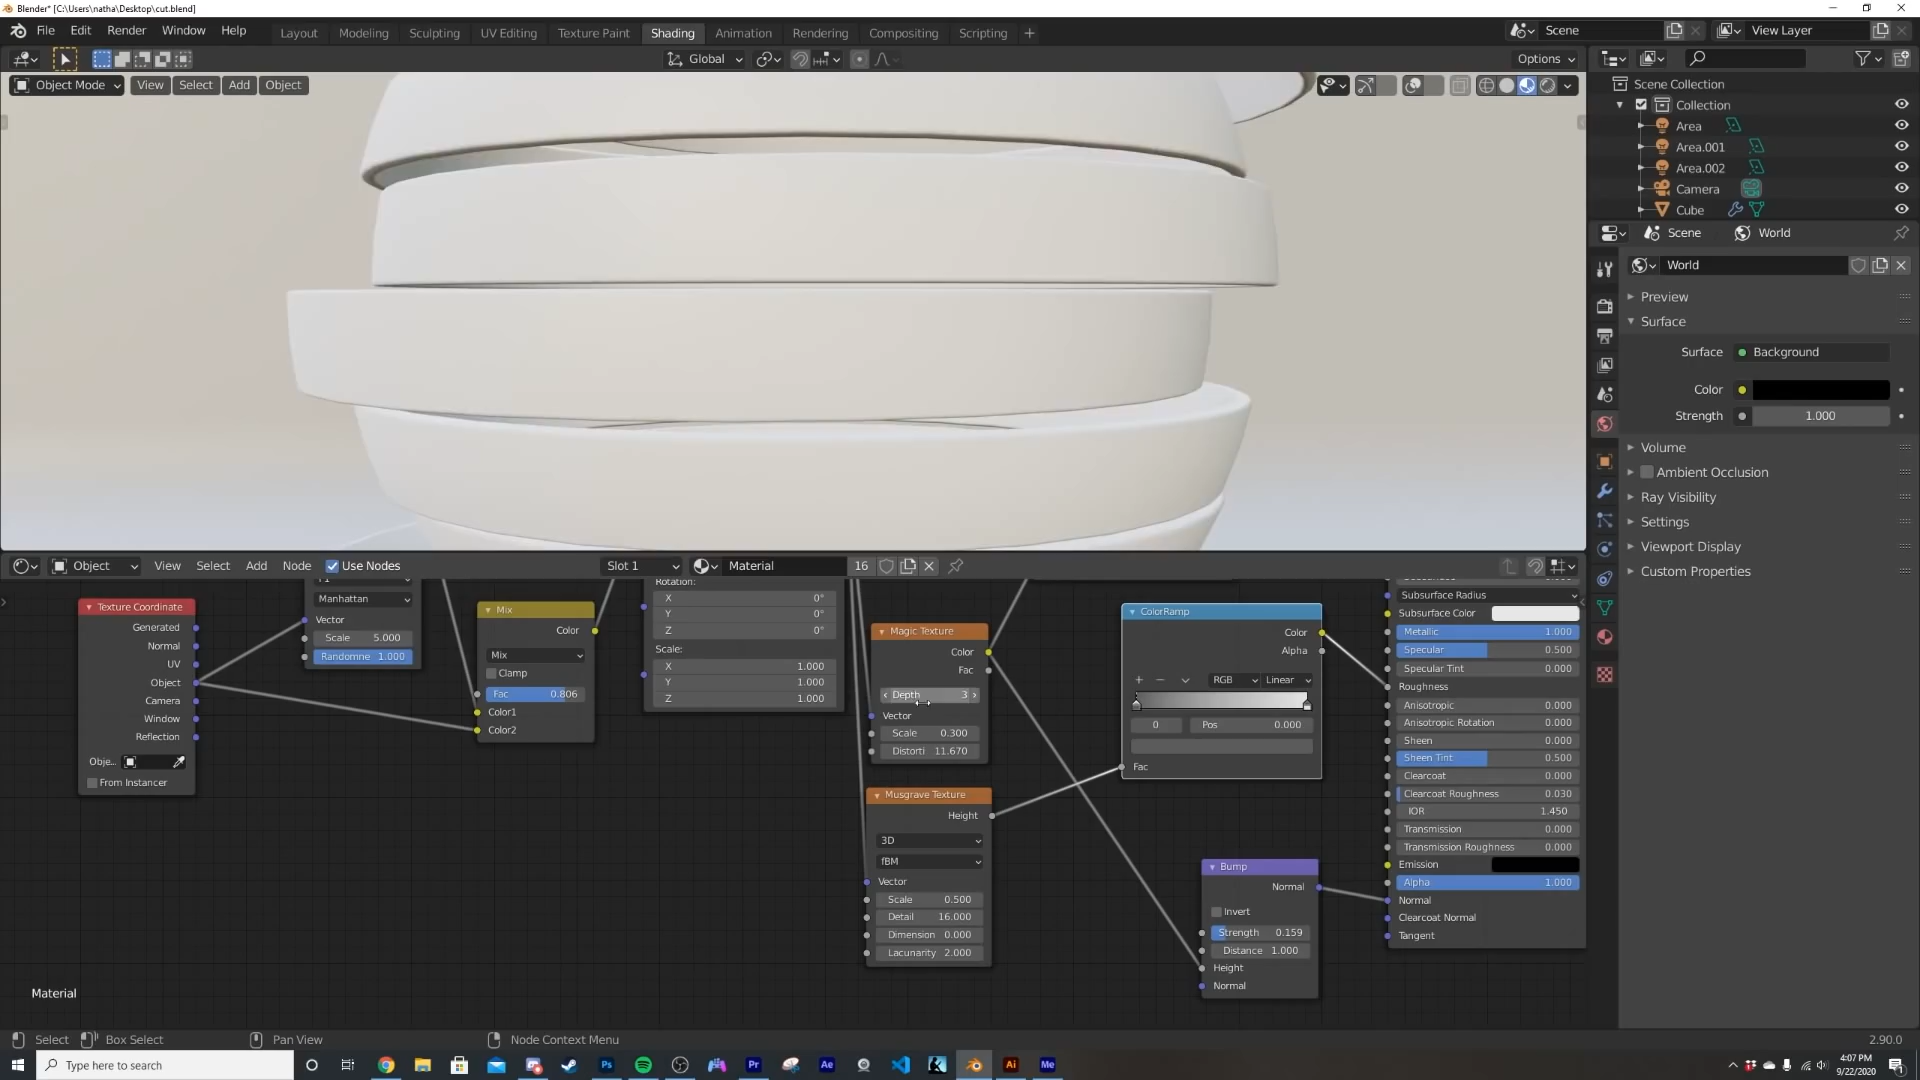 Blender* [C:\Users\natha\Desktop\cut.blend]
File Edit Render Window Help Layout Modeling Sculpting UV Editing Texture Paint Shading Animation Rendering Compositing Scripting + Scene View Layer
Global Options
Object Mode View Select Add Object
Scene Collection
Collection
Area
Area.001
Area.002
Camera
Cube
Scene World
World
Preview
Surface
Surface Background
Color
Strength 1.000
Volume
Ambient Occlusion
Ray Visibility
Settings
Viewport Display
Custom Properties
Object View Select Add Node Use Nodes Slot 1 Material 16
Texture Coordinate
Generated
Normal
UV
Object
Camera
Window
Reflection
Obje...
From Instancer
Manhattan
Vector
Scale 5.000
Randomne 1.000
Mix
Color
Mix
Clamp
Fac 0.806
Color1
Color2
Rotation:
X 0°
Y 0°
Z 0°
Scale:
X 1.000
Y 1.000
Z 1.000
Magic Texture
Color
Fac
Depth 3
Vector
Scale 0.300
Distorti 11.670
Musgrave Texture
Height
3D
fBM
Vector
Scale 0.500
Detail 16.000
Dimension 0.000
Lacunarity 2.000
ColorRamp
Color
Alpha
+ − RGB Linear
0 Pos 0.000
Fac
Bump
Normal
Invert
Strength 0.159
Distance 1.000
Height
Normal
Subsurface Radius
Subsurface Color
Metallic 1.000
Specular 0.500
Specular Tint 0.000
Roughness
Anisotropic 0.000
Anisotropic Rotation 0.000
Sheen 0.000
Sheen Tint 0.500
Clearcoat 0.000
Clearcoat Roughness 0.030
IOR 1.450
Transmission 0.000
Transmission Roughness 0.000
Emission
Alpha 1.000
Normal
Clearcoat Normal
Tangent
Material
Select Box Select Pan View Node Context Menu 2.90.0
Type here to search
Ps Pr Ae Ai Me
4:07 PM
9/22/2020